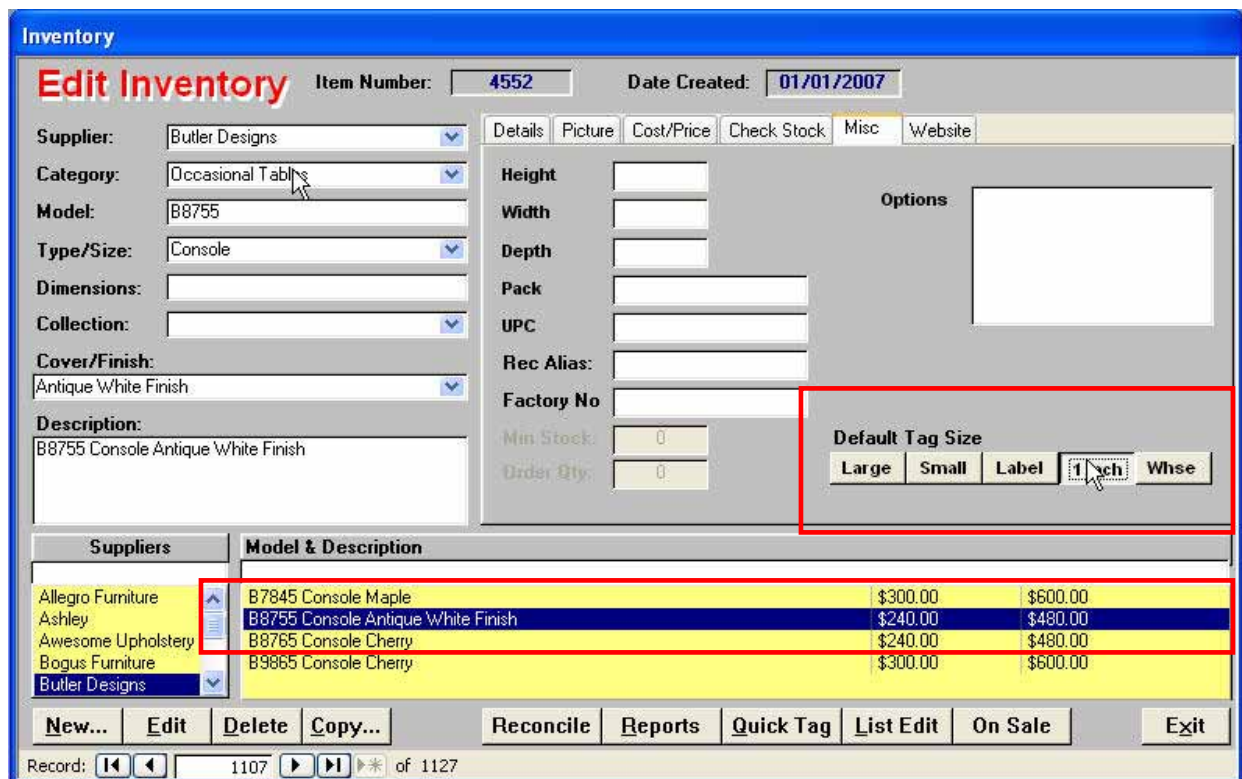 Inventory
Edit Inventory Item Number: 4552 Date Created: 01/01/2007
Supplier: Butler Designs
Category: Occasional Tables
Model: B8755
Type/Size: Console
Dimensions:
Collection:
Cover/Finish:
Antique White Finish
Description:
B8755 Console Antique White Finish
Details Picture Cost/Price Check Stock Misc Website
Height
Width
Depth
Pack
UPC
Rec Alias:
Factory No
Min Stock: 0
Order Qty: 0
Options
Default Tag Size
Large Small Label 1 Inch Whse
Suppliers
Allegro Furniture
Ashley
Awesome Upholstery
Bogus Furniture
Butler Designs
Model & Description
B7845 Console Maple $300.00 $600.00
B8755 Console Antique White Finish $240.00 $480.00
B8765 Console Cherry $240.00 $480.00
B9865 Console Cherry $300.00 $600.00
New... Edit Delete Copy... Reconcile Reports Quick Tag List Edit On Sale Exit
Record: 1107 of 1127